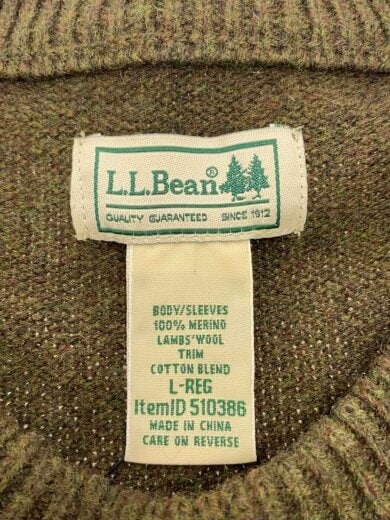 L.L.Bean®
QUALITY GUARANTEED SINCE 1912
BODY/SLEEVES
100% MERINO
LAMBS' WOOL
TRIM
COTTON BLEND
L-REG
ItemID 510386
MADE IN CHINA
CARE ON REVERSE